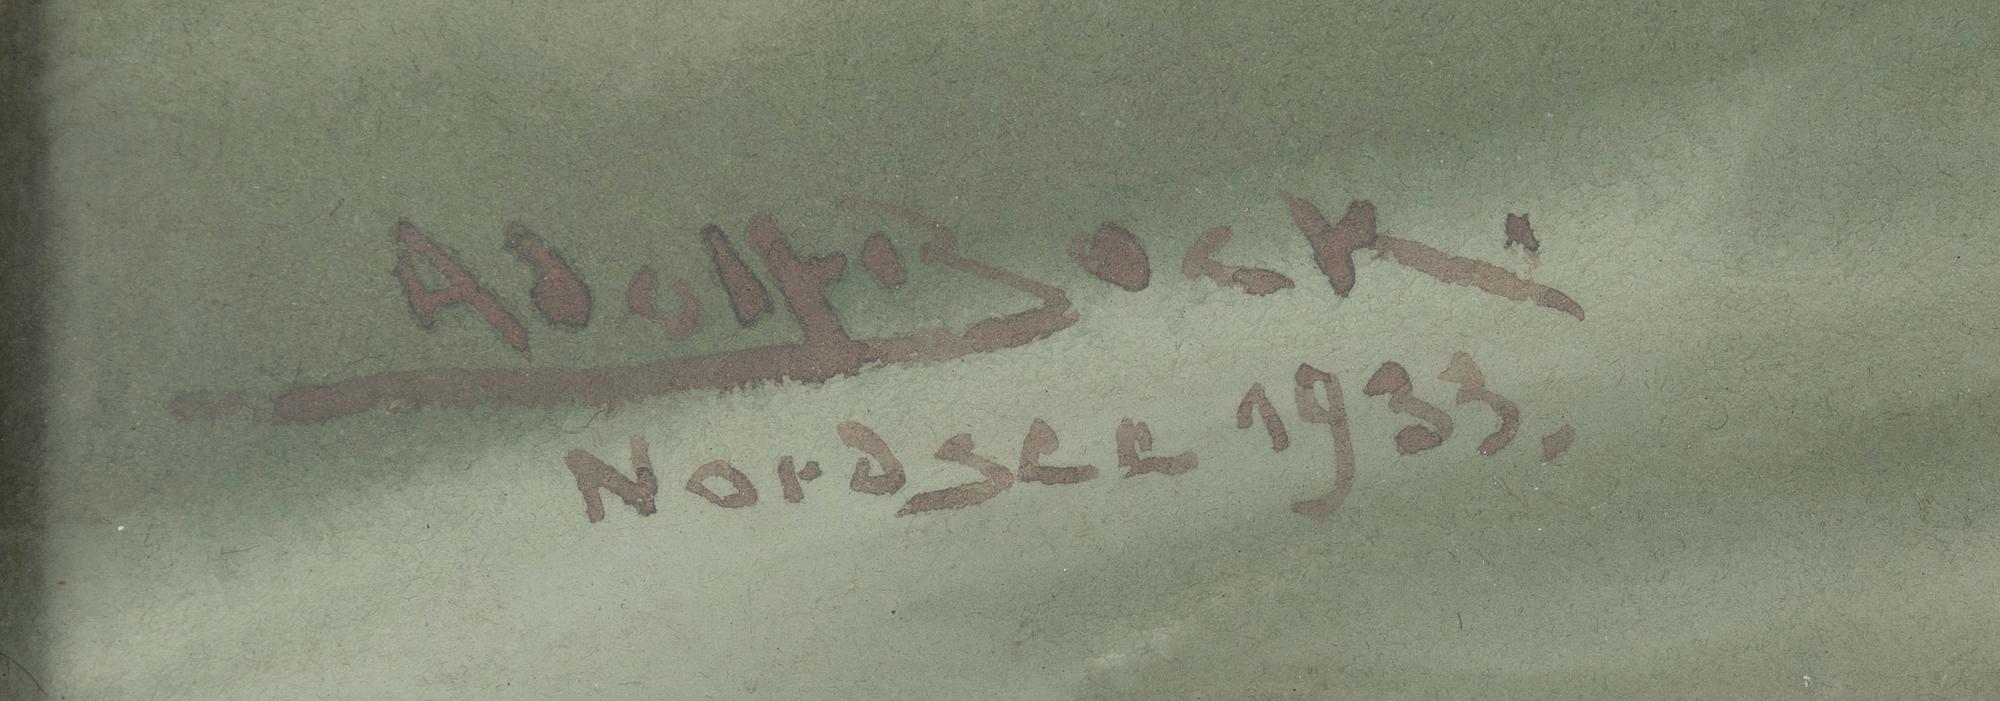 Adolf Bock.
Nordsee 1933.